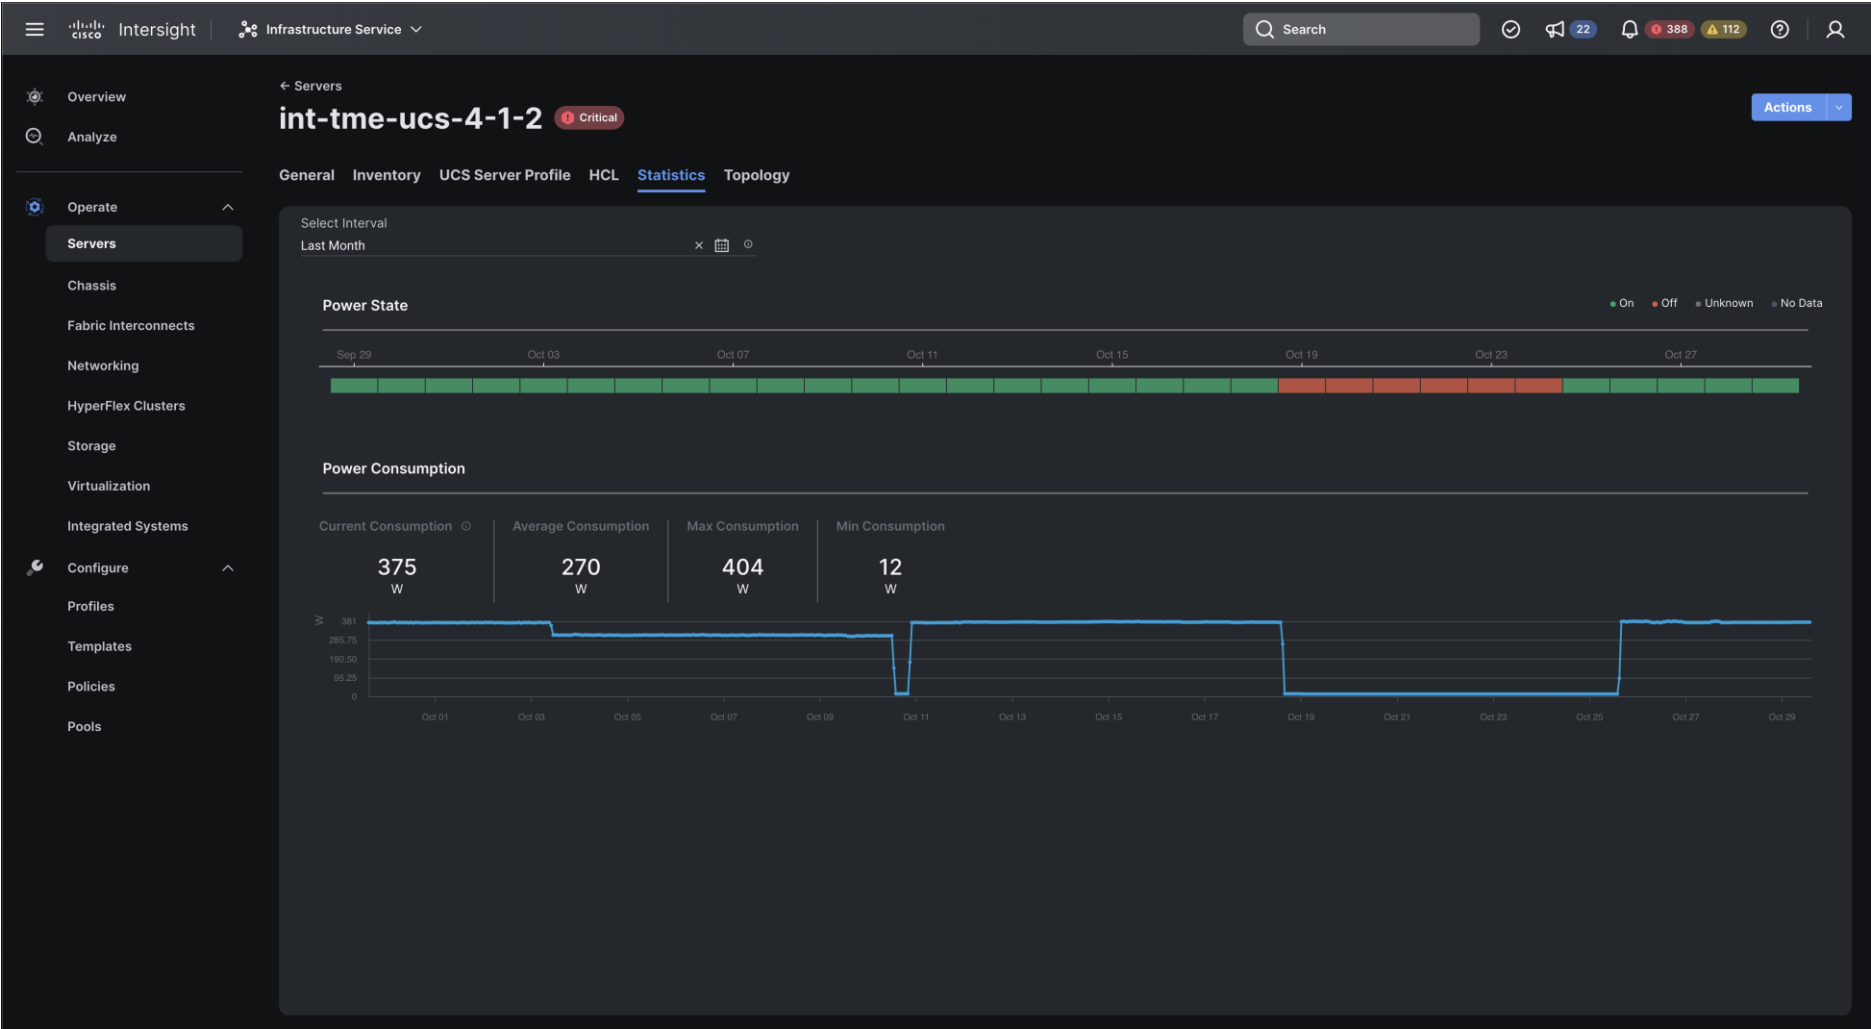 cisco Intersight Infrastructure Service Search 22 388 112
Overview
Analyze
Operate
Servers
Chassis
Fabric Interconnects
Networking
HyperFlex Clusters
Storage
Virtualization
Integrated Systems
Configure
Profiles
Templates
Policies
Pools
← Servers
int-tme-ucs-4-1-2 Critical
Actions
General Inventory UCS Server Profile HCL Statistics Topology
Select Interval
Last Month
Power State
On Off Unknown No Data
Sep 29 Oct 03 Oct 07 Oct 11 Oct 15 Oct 19 Oct 23 Oct 27
Power Consumption
Current Consumption Average Consumption Max Consumption Min Consumption
375 270 404 12
W W W W
W
381
285.75
190.50
95.25
0
Oct 01 Oct 03 Oct 05 Oct 07 Oct 09 Oct 11 Oct 13 Oct 15 Oct 17 Oct 19 Oct 21 Oct 23 Oct 25 Oct 27 Oct 29